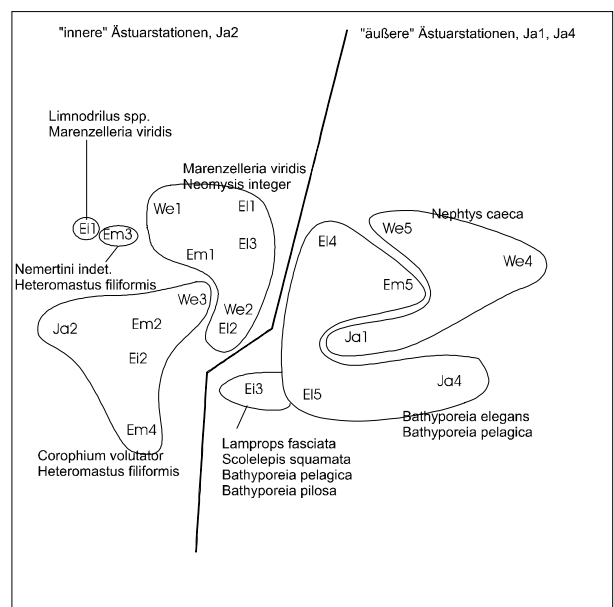 "innere" Ästuarstationen, Ja2
"äußere" Ästuarstationen, Ja1, Ja4
Limnodrilus spp.
Marenzelleria viridis
Marenzelleria viridis
Neomysis integer
We1
El1
Ei1
Em3
Em1
El3
Nemertini indet.
Heteromastus filiformis
We3
We2
El2
Ja2
Em2
Ei2
Em4
Corophium volutator
Heteromastus filiformis
Nephtys caeca
We5
El4
We4
Em5
Ja1
Ja4
Ei3
El5
Bathyporeia elegans
Bathyporeia pelagica
Lamprops fasciata
Scolelepis squamata
Bathyporeia pelagica
Bathyporeia pilosa